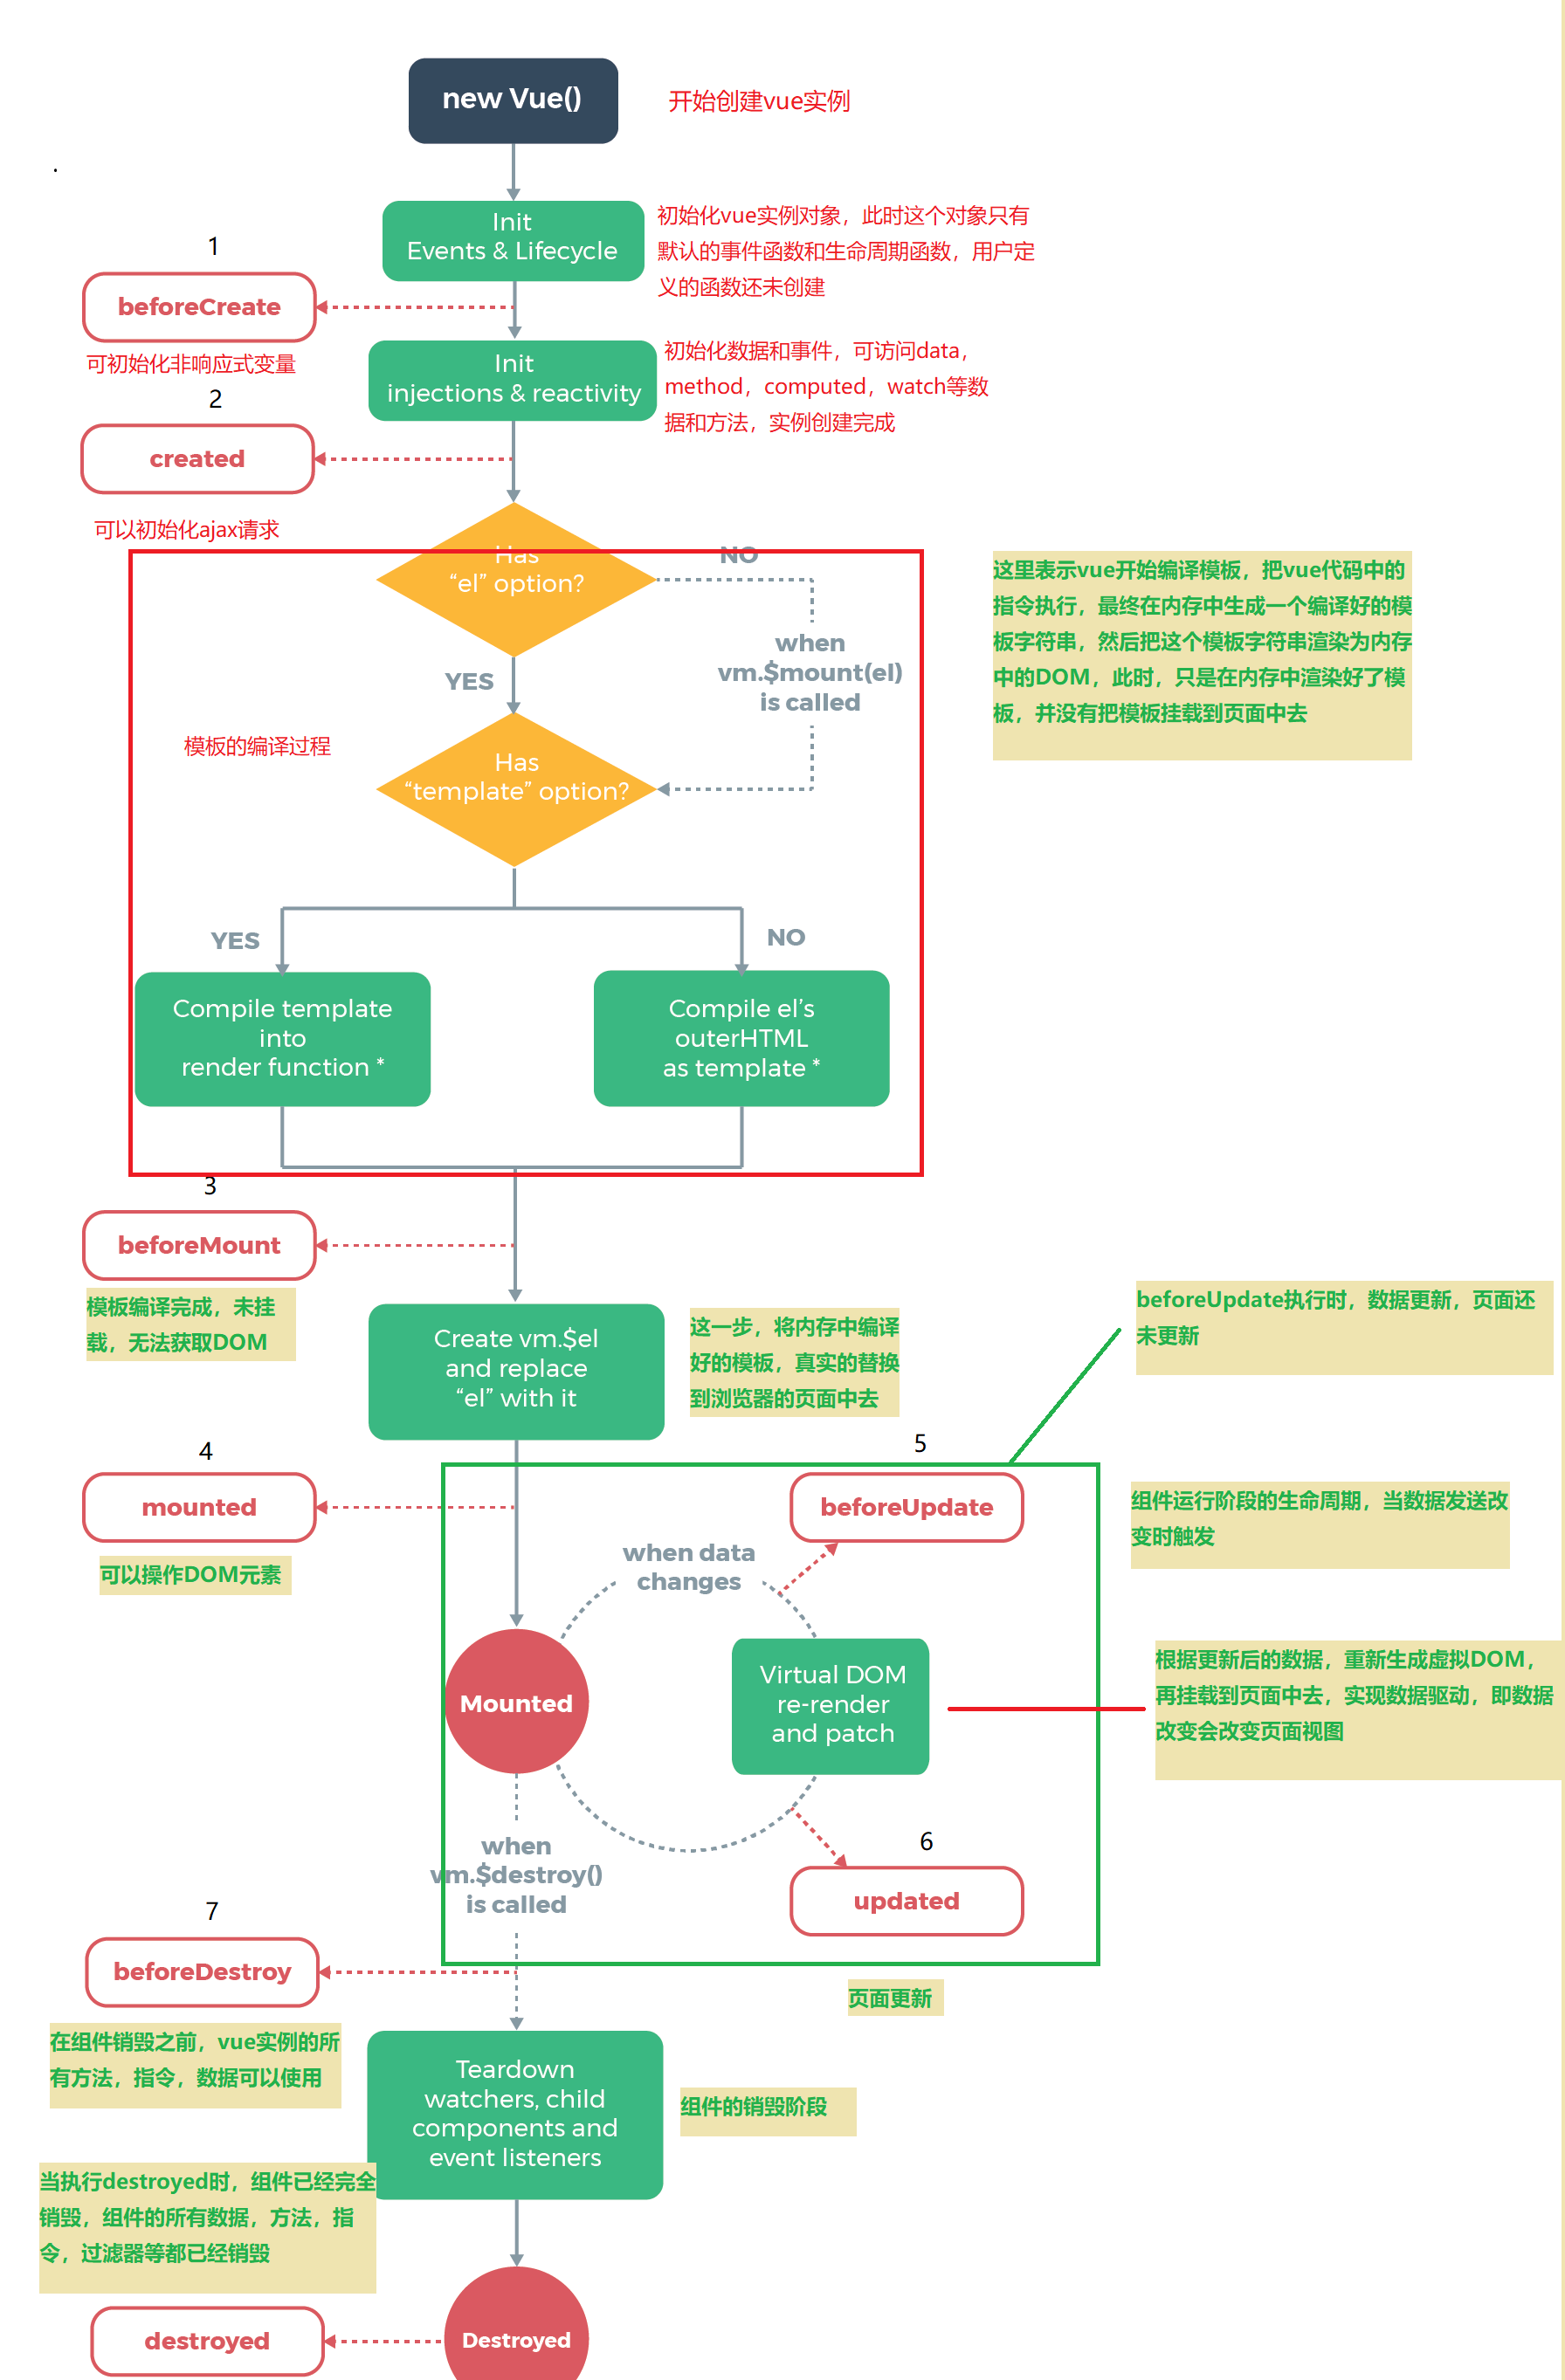 new Vue()
开始创建vue实例
Init
Events & Lifecycle
初始化vue实例对象，此时这个对象只有
默认的事件函数和生命周期函数，用户定
义的函数还未创建
1
beforeCreate
可初始化非响应式变量
Init
injections & reactivity
初始化数据和事件，可访问data，
method，computed，watch等数
据和方法，实例创建完成
2
created
可以初始化ajax请求
Has
“el” option?
NO
when
vm.$mount(el)
is called
这里表示vue开始编译模板，把vue代码中的
指令执行，最终在内存中生成一个编译好的模
板字符串，然后把这个模板字符串渲染为内存
中的DOM，此时，只是在内存中渲染好了模
板，并没有把模板挂载到页面中去
YES
模板的编译过程
Has
“template” option?
YES
NO
Compile template
into
render function *
Compile el’s
outerHTML
as template *
3
beforeMount
模板编译完成，未挂
载，无法获取DOM
Create vm.$el
and replace
“el” with it
这一步，将内存中编译
好的模板，真实的替换
到浏览器的页面中去
beforeUpdate执行时，数据更新，页面还
未更新
4
mounted
可以操作DOM元素
5
beforeUpdate
组件运行阶段的生命周期，当数据发送改
变时触发
when data
changes
Mounted
Virtual DOM
re-render
and patch
根据更新后的数据，重新生成虚拟DOM，
再挂载到页面中去，实现数据驱动，即数据
改变会改变页面视图
when
vm.$destroy()
is called
6
updated
页面更新
7
beforeDestroy
在组件销毁之前，vue实例的所
有方法，指令，数据可以使用
Teardown
watchers, child
components and
event listeners
组件的销毁阶段
当执行destroyed时，组件已经完全
销毁，组件的所有数据，方法，指
令，过滤器等都已经销毁
destroyed
Destroyed